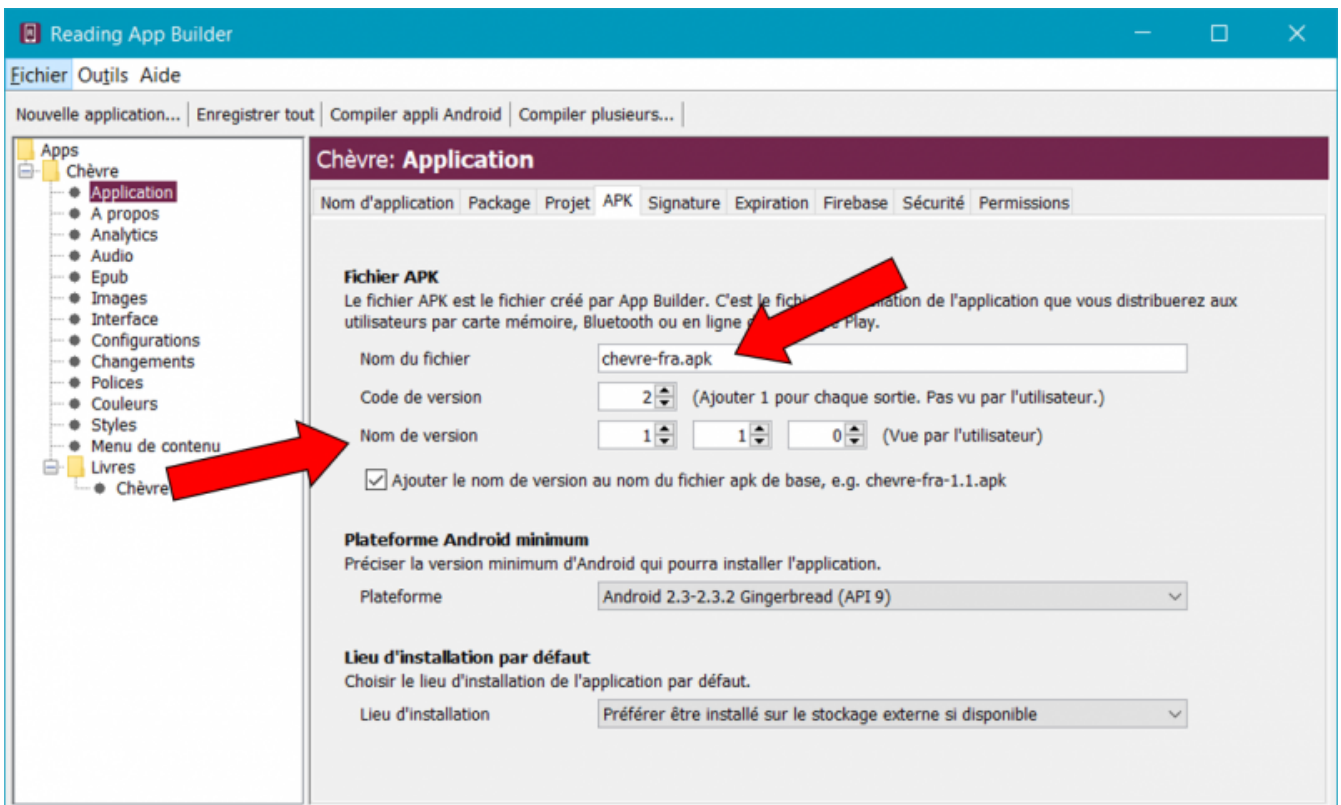 Reading App Builder
Fichier Outils Aide
Nouvelle application... Enregistrer tout Compiler appli Android Compiler plusieurs...
Apps
Chèvre
Application
A propos
Analytics
Audio
Epub
Images
Interface
Configurations
Changements
Polices
Couleurs
Styles
Menu de contenu
Livres
Chèvre
Chèvre: Application
Nom d'application Package Projet APK Signature Expiration Firebase Sécurité Permissions
Fichier APK
Le fichier APK est le fichier créé par App Builder. C'est le de l'application que vous distribuerez aux
utilisateurs par carte mémoire, Bluetooth ou en ligne Play.
Nom du fichier chevre-fra.apk
Code de version 2 (Ajouter 1 pour chaque sortie. Pas vu par l'utilisateur.)
Nom de version 1 1 0 (Vue par l'utilisateur)
Ajouter le nom de version au nom du fichier apk de base, e.g. chevre-fra-1.1.apk
Plateforme Android minimum
Préciser la version minimum d'Android qui pourra installer l'application.
Plateforme Android 2.3-2.3.2 Gingerbread (API 9)
Lieu d'installation par défaut
Choisir le lieu d'installation de l'application par défaut.
Lieu d'installation Préférer être installé sur le stockage externe si disponible